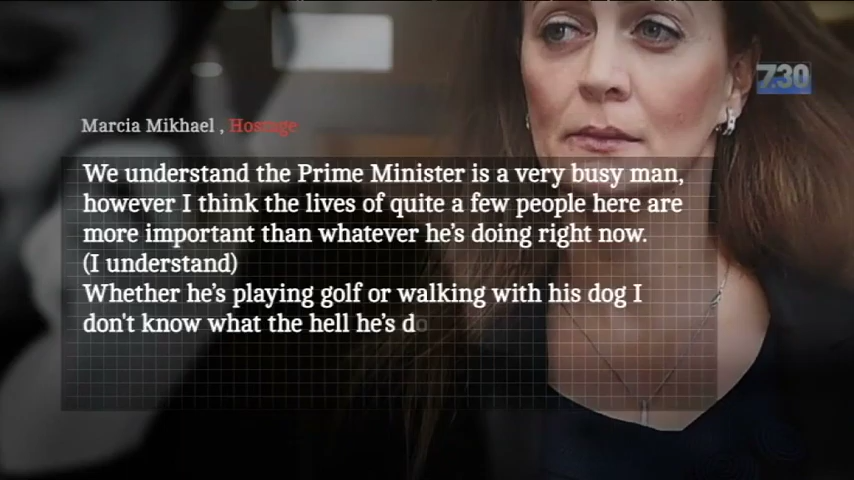 7.30
Marcia Mikhael , Hostage
We understand the Prime Minister is a very busy man,
however I think the lives of quite a few people here are
more important than whatever he's doing right now.
(I understand)
Whether he's playing golf or walking with his dog I
don't know what the hell he's do